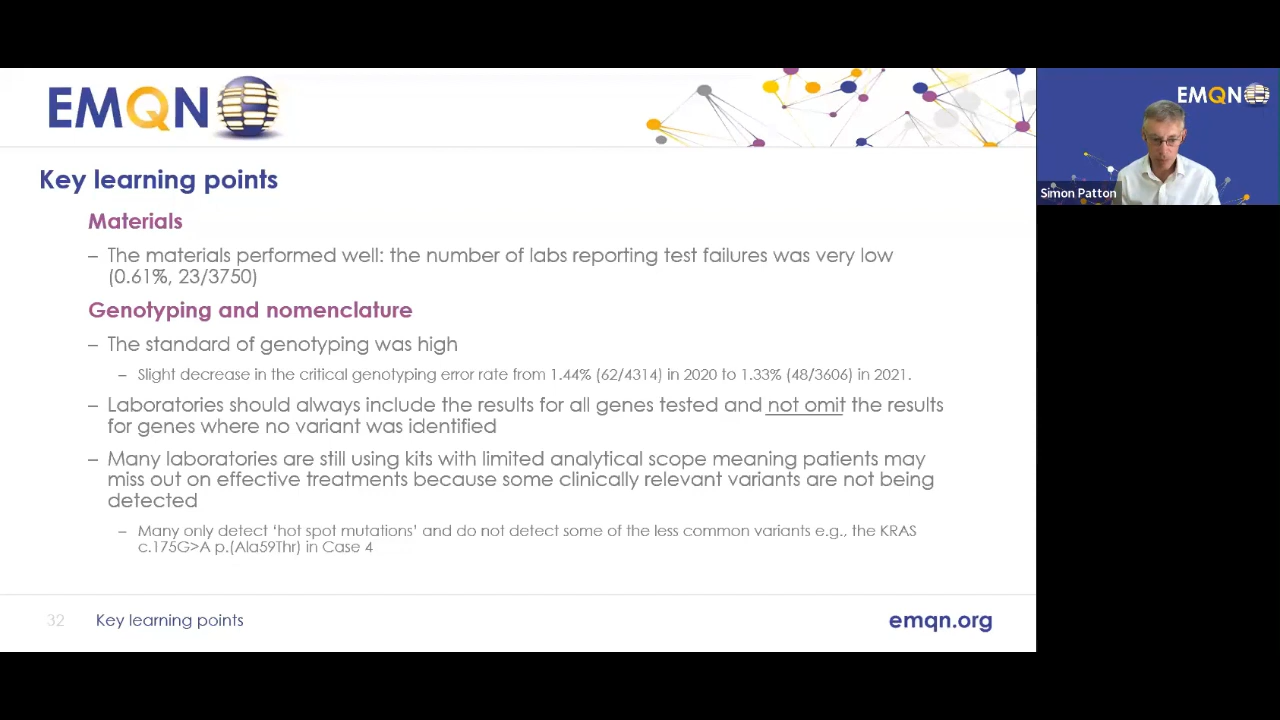 EMQN
EMQN
Simon Patton
Key learning points
Materials
– The materials performed well: the number of labs reporting test failures was very low
(0.61%, 23/3750)
Genotyping and nomenclature
– The standard of genotyping was high
– Slight decrease in the critical genotyping error rate from 1.44% (62/4314) in 2020 to 1.33% (48/3606) in 2021.
– Laboratories should always include the results for all genes tested and not omit the results
for genes where no variant was identified
– Many laboratories are still using kits with limited analytical scope meaning patients may
miss out on effective treatments because some clinically relevant variants are not being
detected
– Many only detect ‘hot spot mutations’ and do not detect some of the less common variants e.g., the KRAS
c.175G>A p.(Ala59Thr) in Case 4
32 Key learning points
emqn.org